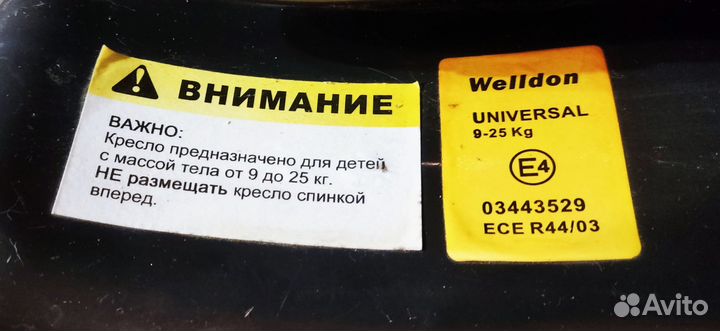 ВНИМАНИЕ
ВАЖНО:
Кресло предназначено для детей
с массой тела от 9 до 25 кг.
НЕ размещать кресло спинкой
вперед.
Welldon
UNIVERSAL
9-25 Kg
E4
03443529
ECE R44/03
Avito